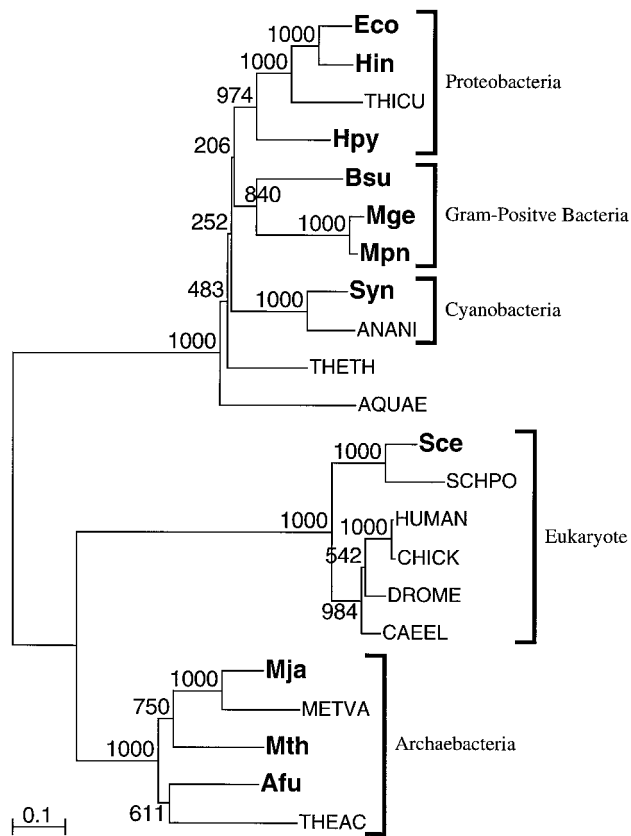 Eco
1000
Hin
1000
Proteobacteria
974
THICU
206
Hpy
Bsu
840
Mge
Gram-Positve Bacteria
252
1000
Mpn
483
Syn
1000
Cyanobacteria
ANANI
1000
THETH
AQUAE
Sce
1000
SCHPO
HUMAN
1000
1000
Eukaryote
542
CHICK
DROME
984
CAEEL
Mja
1000
METVA
750
Mth
1000
Archaebacteria
Afu
611
THEAC
0.1